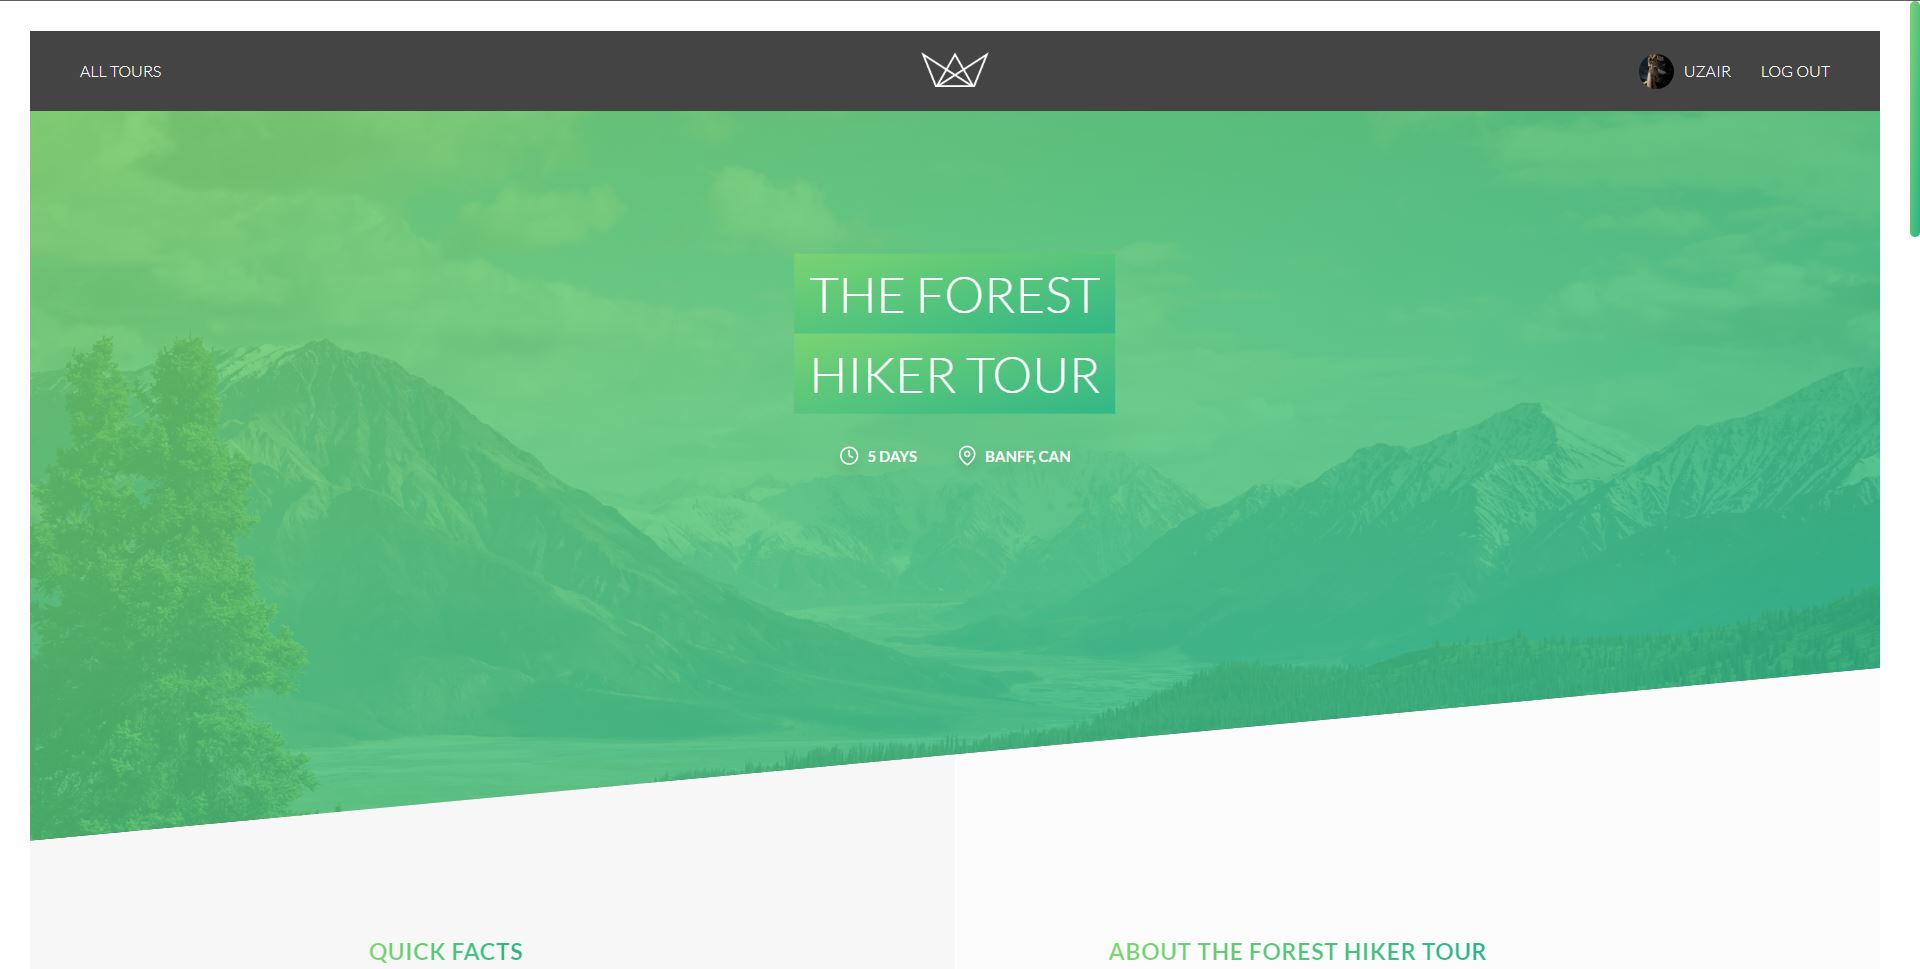 ALL TOURS
UZAIR
LOG OUT
THE FOREST
HIKER TOUR
5 DAYS
BANFF, CAN
QUICK FACTS
ABOUT THE FOREST HIKER TOUR